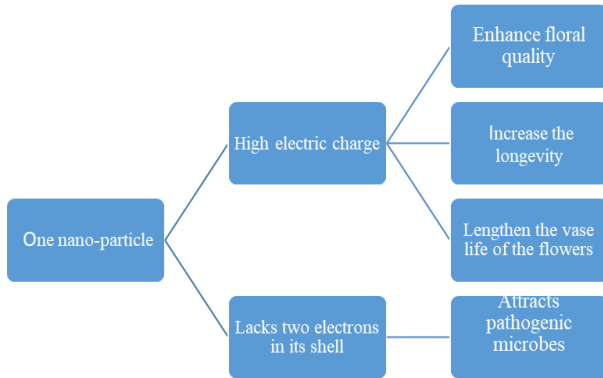 One nano-particle
High electric charge
Enhance floral
quality
Increase the
longevity
Lengthen the vase
life of the flowers
Lacks two electrons
in its shell
Attracts
pathogenic
microbes